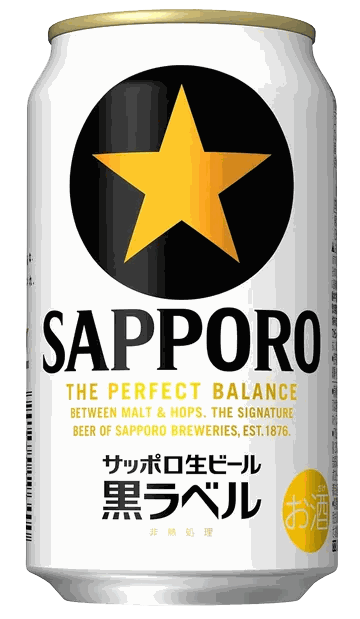 SAPPORO
THE PERFECT BALANCE
BETWEEN MALT & HOPS. THE SIGNATURE
BEER OF SAPPORO BREWERIES, EST.1876.
サッポロ生ビール
黒ラベル
非熱処理
お酒